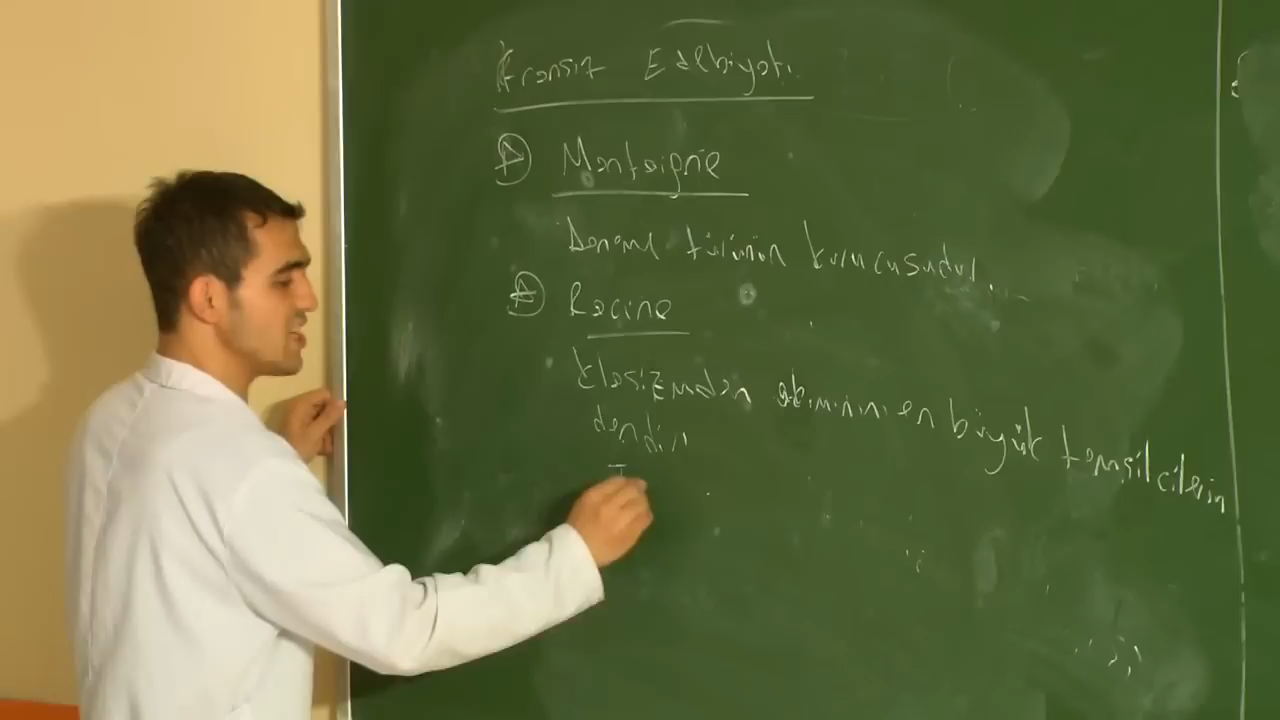 Fransız Edebiyatı
A Montaigne
Deneme türünün kurucusudur...
A Racine
Klasizmden akımının en büyük temsilcilerin
dendir
T